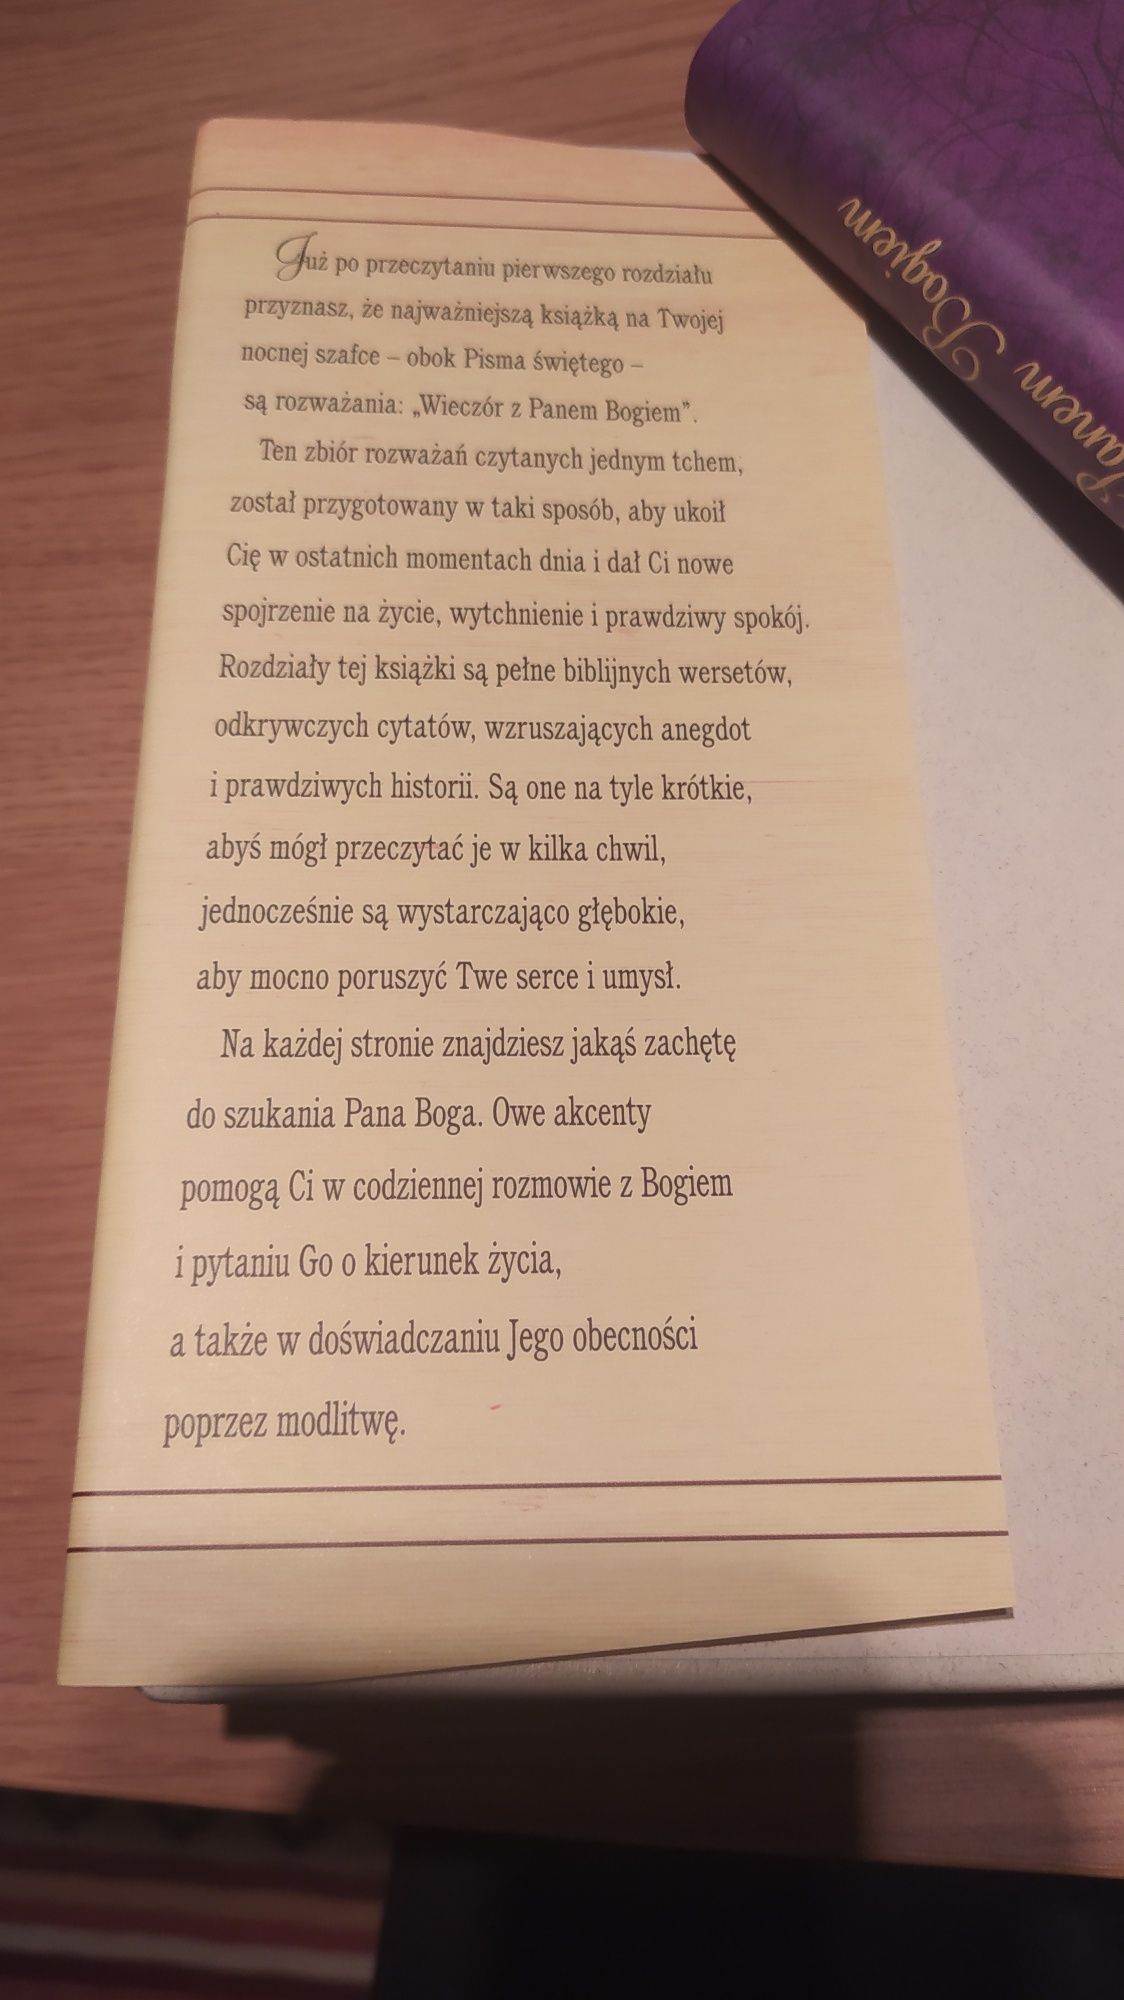 Już po przeczytaniu pierwszego rozdziału
przyznasz, że najważniejszą książką na Twojej
nocnej szafce – obok Pisma świętego –
są rozważania: „Wieczór z Panem Bogiem”.
Ten zbiór rozważań czytanych jednym tchem,
został przygotowany w taki sposób, aby ukoił
Cię w ostatnich momentach dnia i dał Ci nowe
spojrzenie na życie, wytchnienie i prawdziwy spokój.
Rozdziały tej książki są pełne biblijnych wersetów,
odkrywczych cytatów, wzruszających anegdot
i prawdziwych historii. Są one na tyle krótkie,
abyś mógł przeczytać je w kilka chwil,
jednocześnie są wystarczająco głębokie,
aby mocno poruszyć Twe serce i umysł.
Na każdej stronie znajdziesz jakąś zachętę
do szukania Pana Boga. Owe akcenty
pomogą Ci w codziennej rozmowie z Bogiem
i pytaniu Go o kierunek życia,
a także w doświadczaniu Jego obecności
poprzez modlitwę.
Panem Bogiem